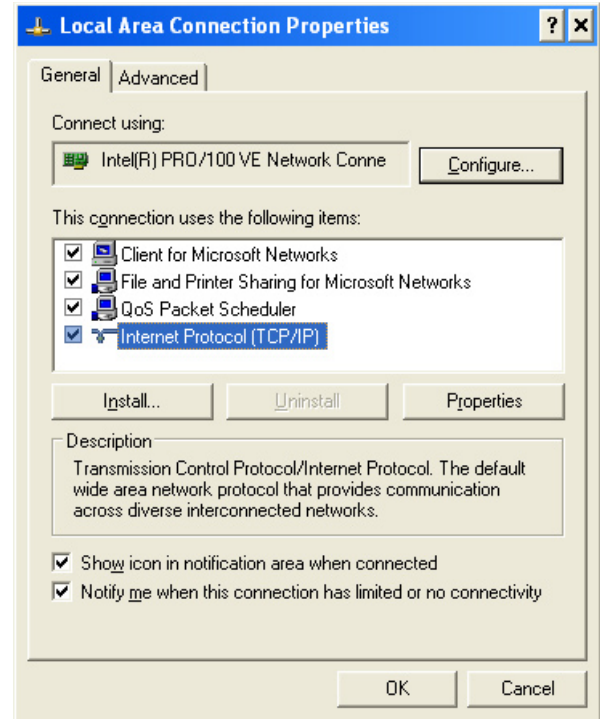 Local Area Connection Properties
General Advanced
Connect using:
Intel(R) PRO/100 VE Network Conne
Configure...
This connection uses the following items:
Client for Microsoft Networks
File and Printer Sharing for Microsoft Networks
QoS Packet Scheduler
Internet Protocol (TCP/IP)
Install... Uninstall Properties
Description
Transmission Control Protocol/Internet Protocol. The default
wide area network protocol that provides communication
across diverse interconnected networks.
Show icon in notification area when connected
Notify me when this connection has limited or no connectivity
OK Cancel